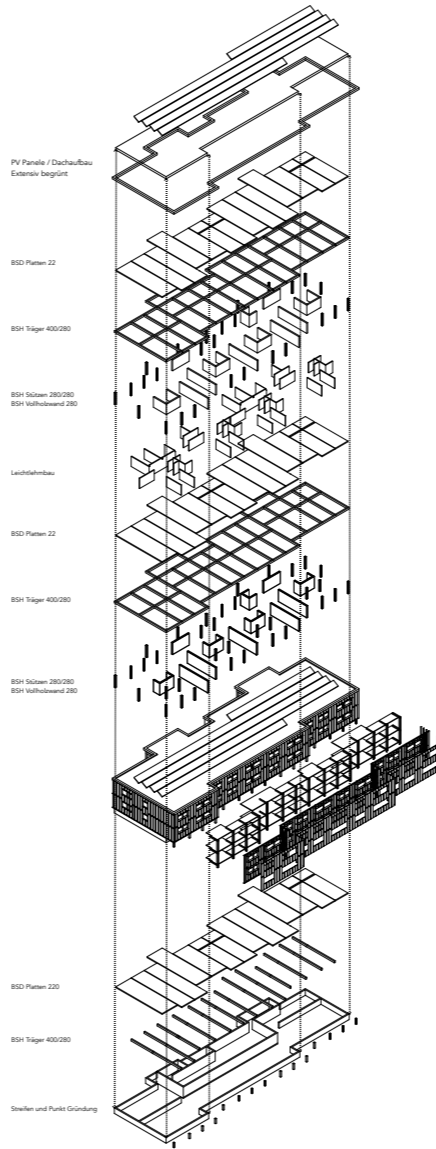 PV Panele / Dachaufbau
Extensiv begrünt
BSD Platten 22
BSH Träger 400/280
BSH Stützen 280/280
BSH Vollholzwand 280
Leichtlehmbau
BSD Platten 22
BSH Träger 400/280
BSH Stützen 280/280
BSH Vollholzwand 280
BSD Platten 220
BSH Träger 400/280
Streifen und Punkt Gründung